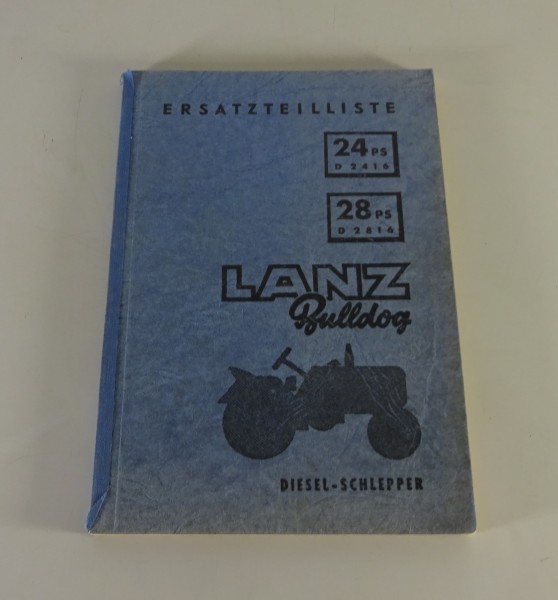 ERSATZTEILLISTE
24 PS
D 2416
28 PS
D 2816
LANZ
Bulldog
DIESEL-SCHLEPPER